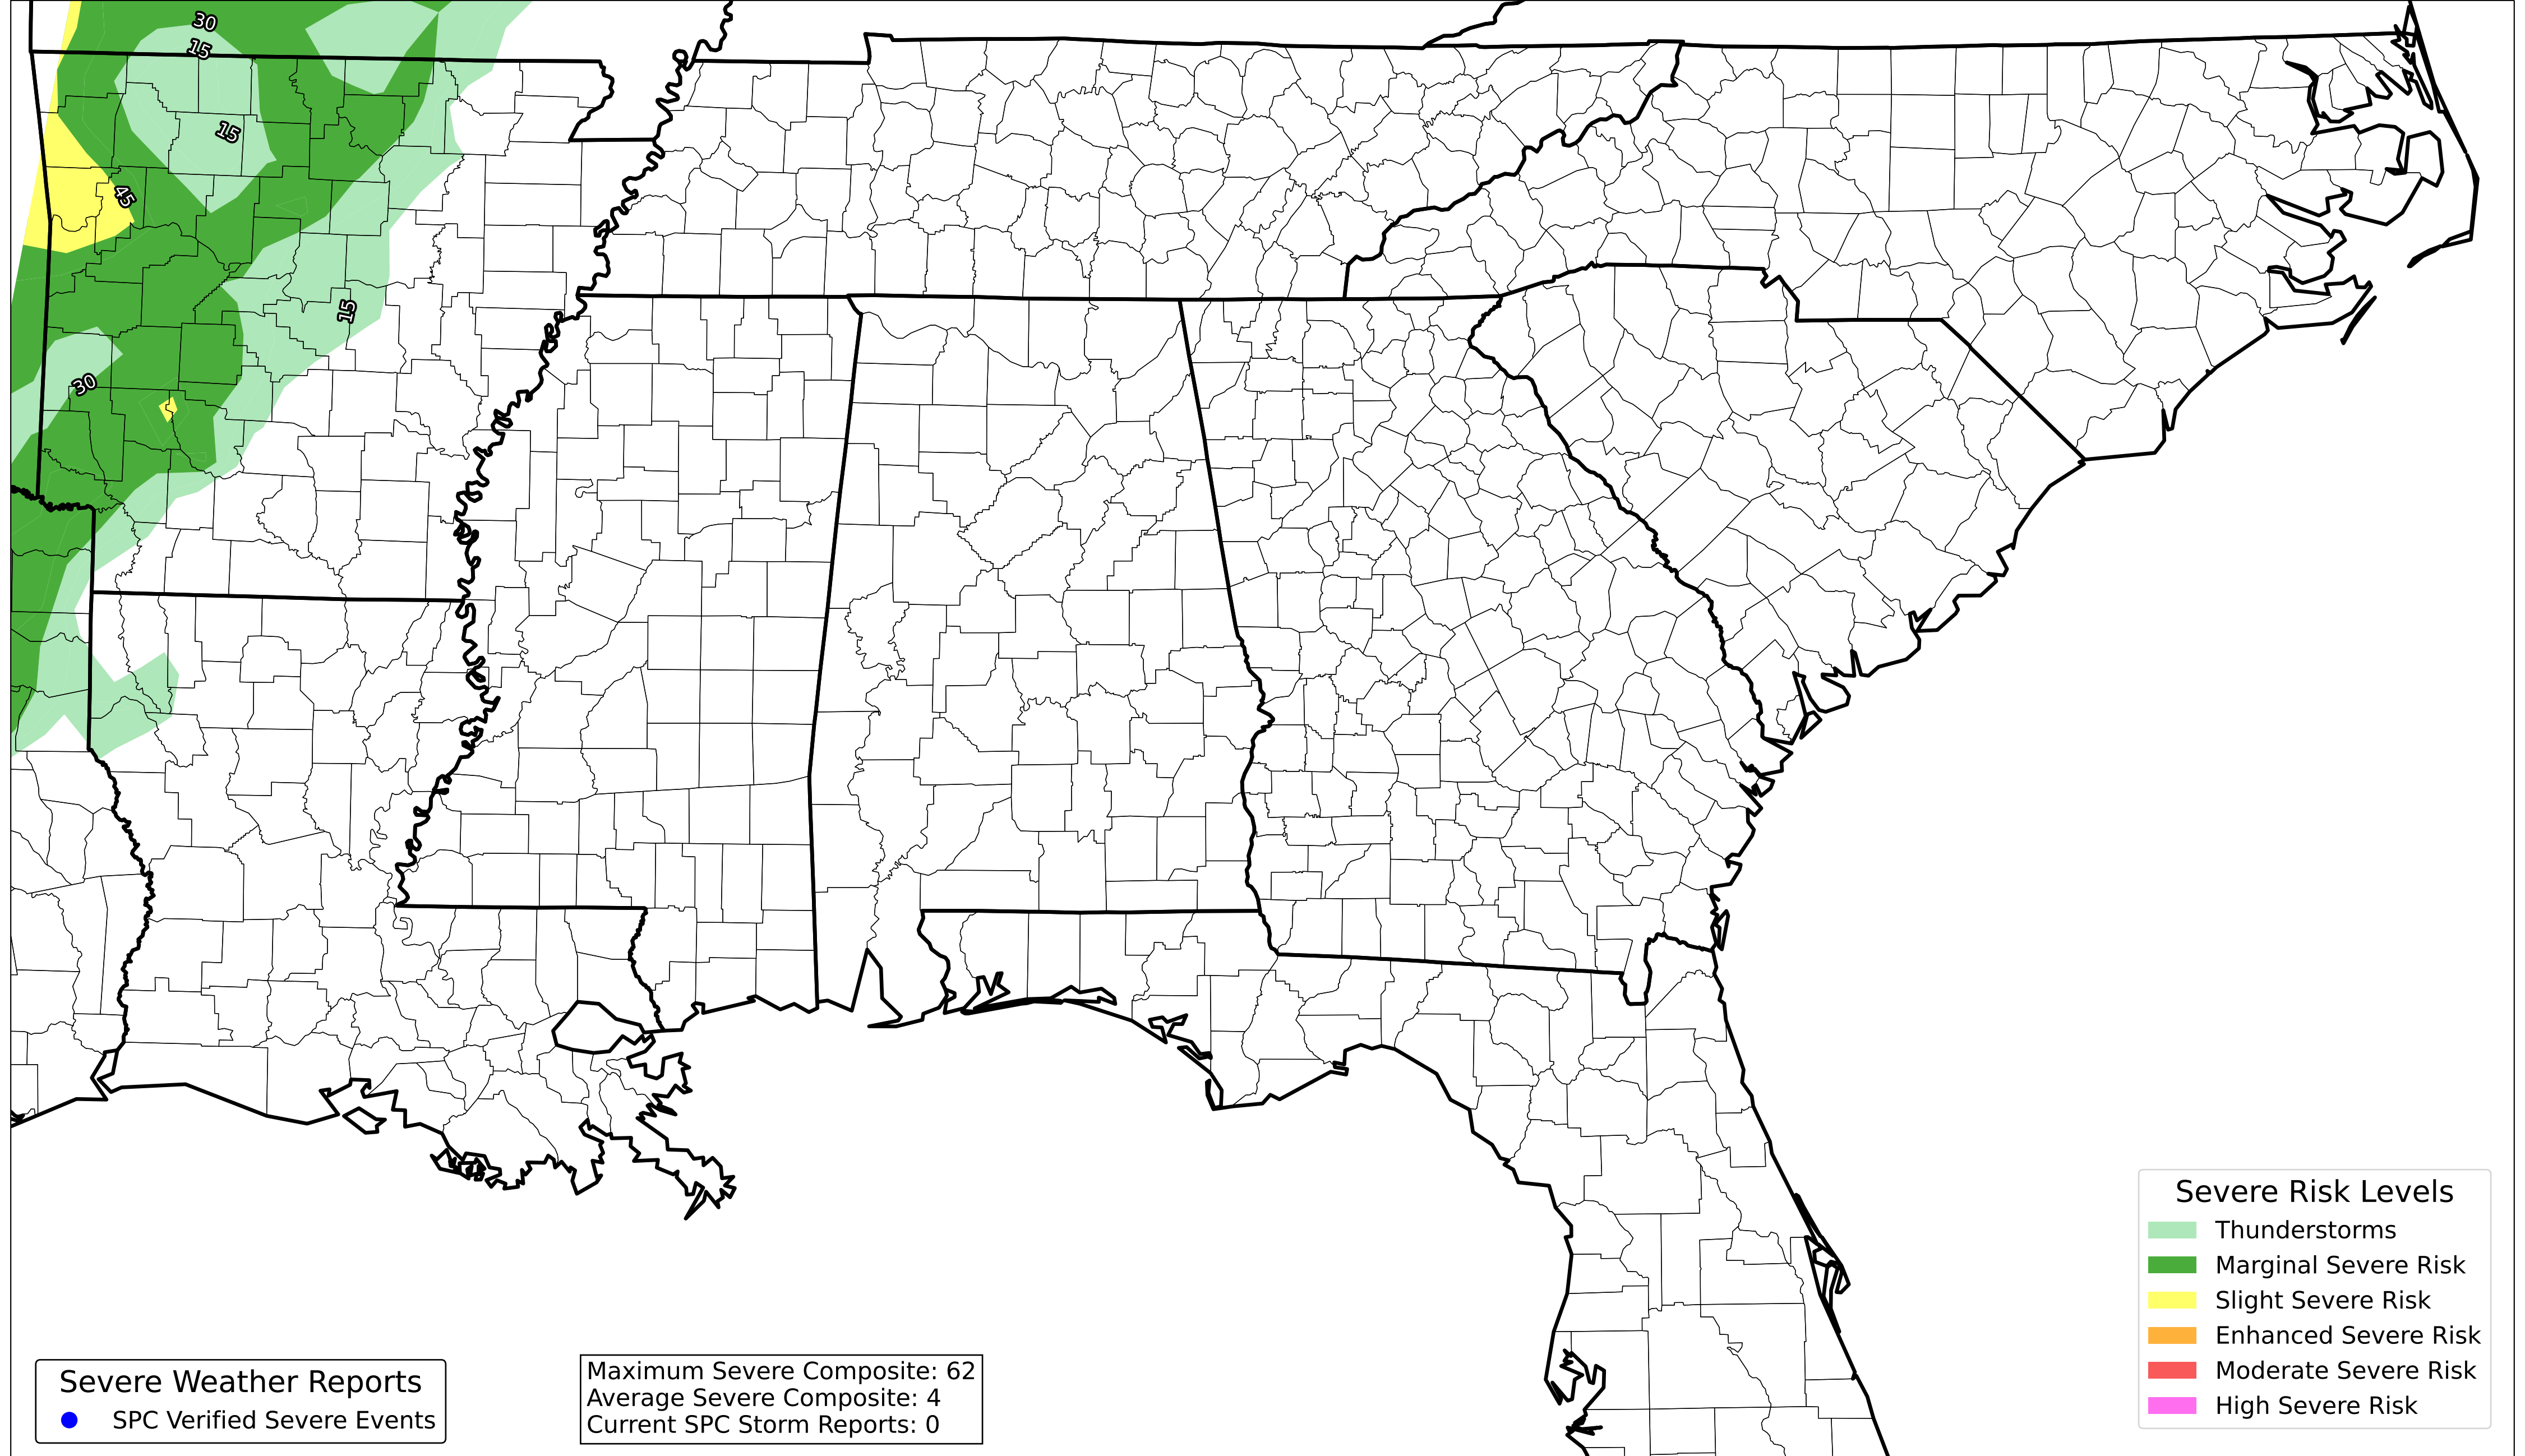 30
15
15
45
15
30
Severe Risk Levels
Thunderstorms
Marginal Severe Risk
Slight Severe Risk
Enhanced Severe Risk
Moderate Severe Risk
High Severe Risk
Severe Weather Reports
SPC Verified Severe Events
Maximum Severe Composite: 62
Average Severe Composite: 4
Current SPC Storm Reports: 0